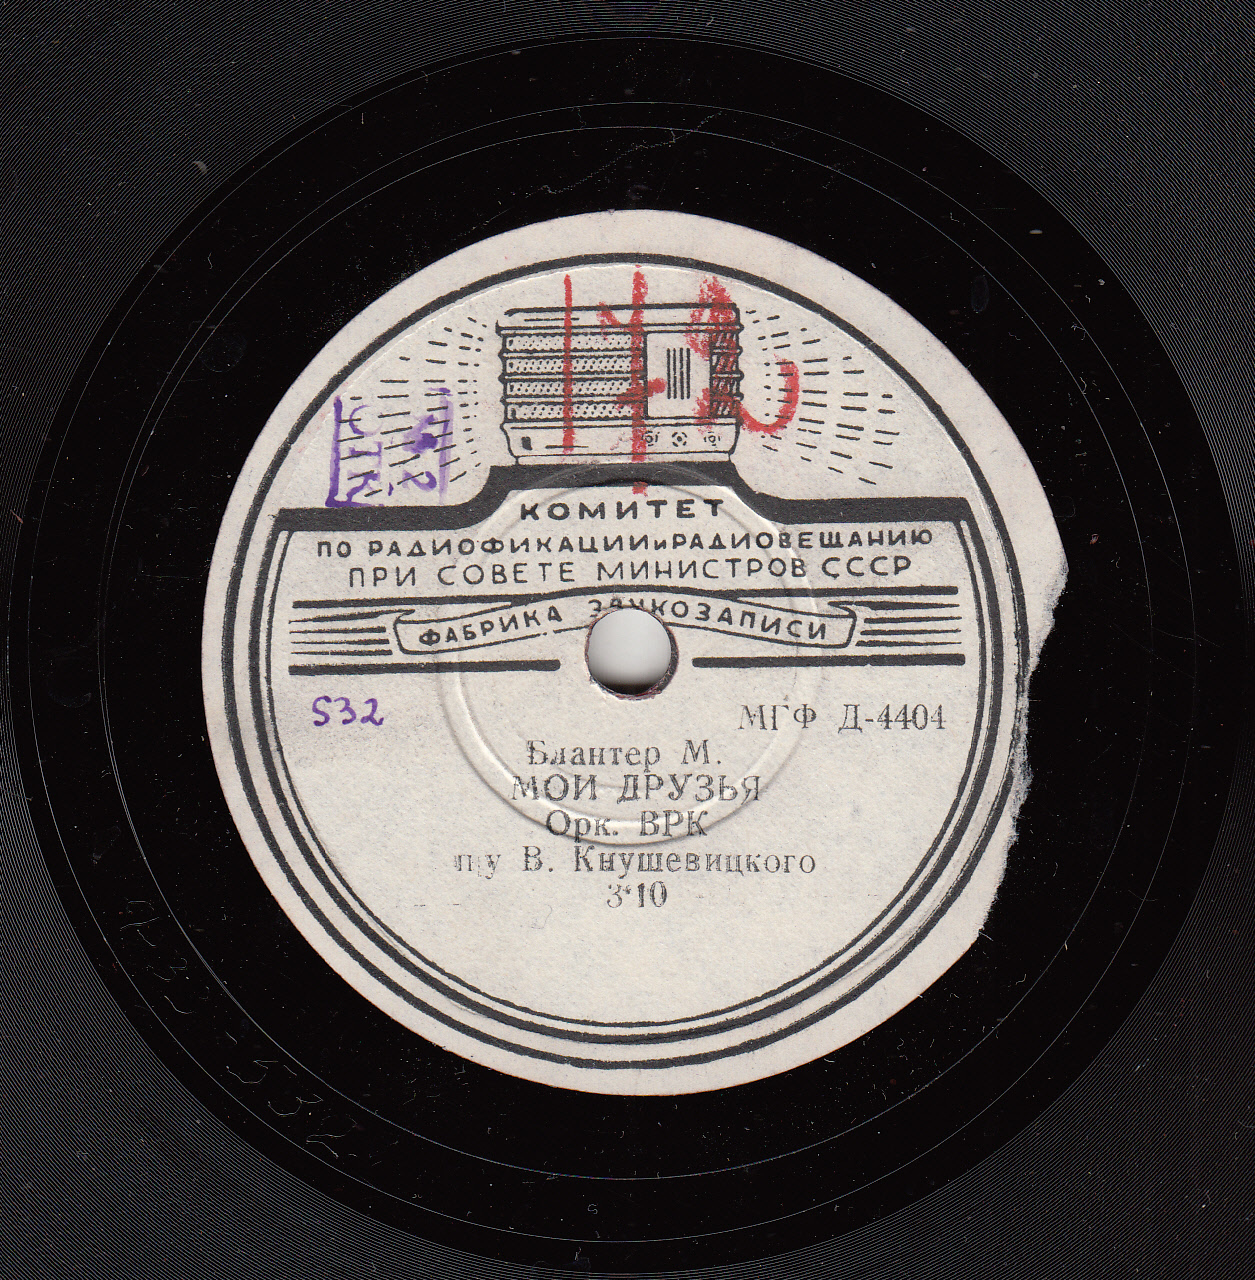 ОТК
КОМИТЕТ
ПО РАДИОФИКАЦИИ и РАДИОВЕЩАНИЮ
ПРИ СОВЕТЕ МИНИСТРОВ СССР
ФАБРИКА ЗВУКОЗАПИСИ
532
МГФ Д-4404
Блантер М.
МОИ ДРУЗЬЯ
Орк. ВРК
п/у В. Кнушевицкого
3‘10